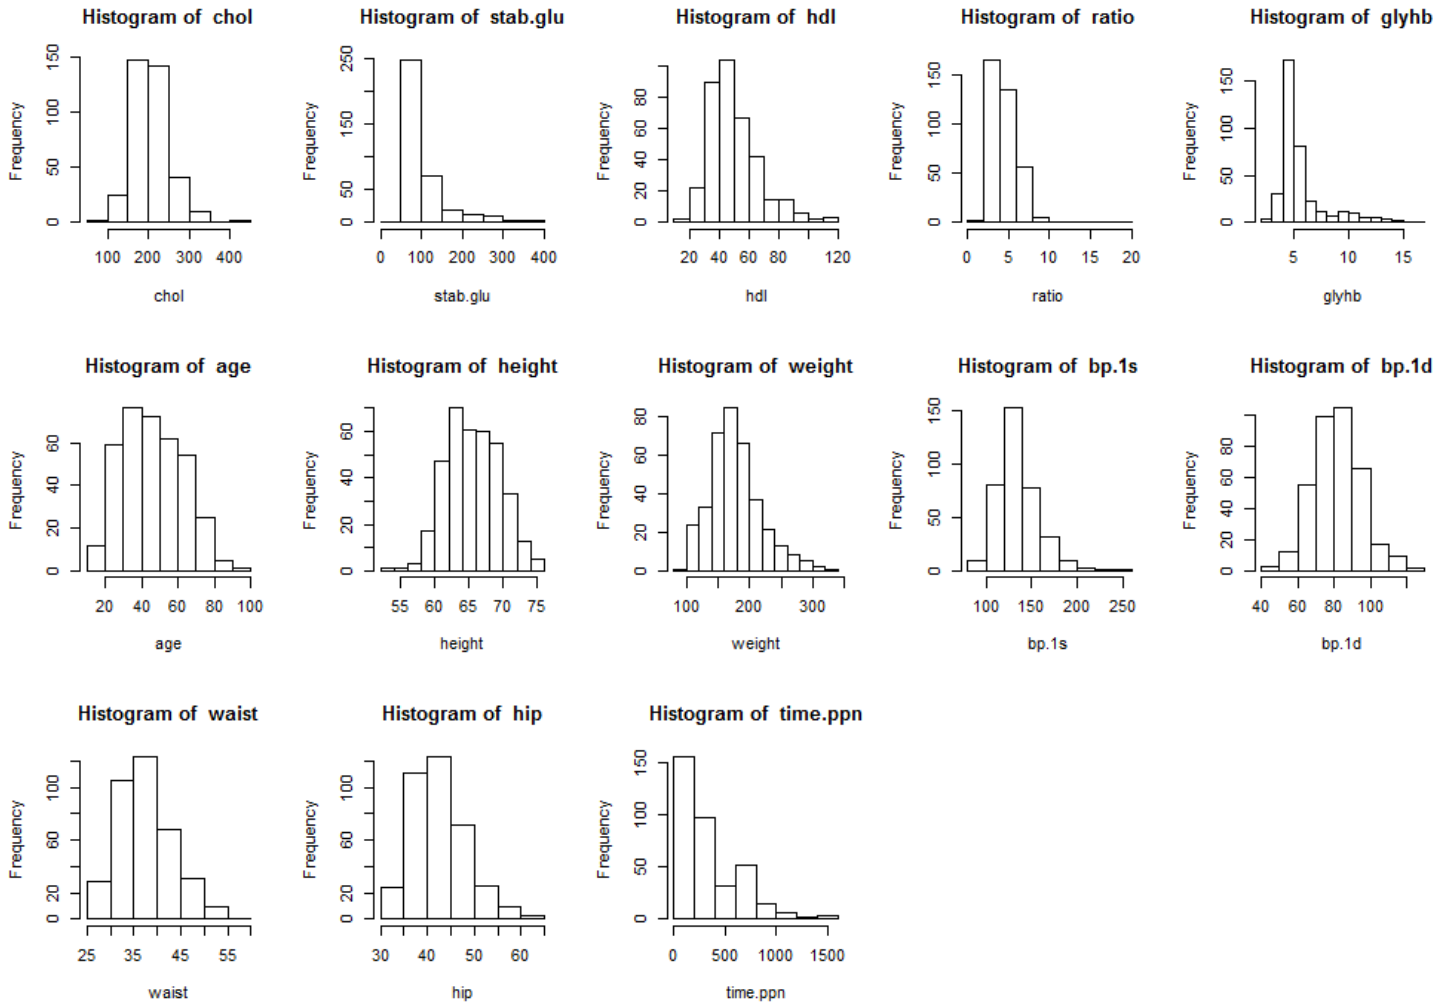 Histogram of chol
Frequency
0
50
100
150
100 200 300 400
chol
Histogram of stab.glu
Frequency
0
50
150
250
0 100 200 300 400
stab.glu
Histogram of hdl
Frequency
0
20
40
60
80
20 40 60 80 120
hdl
Histogram of ratio
Frequency
0
50
100
150
0 5 10 15 20
ratio
Histogram of glyhb
Frequency
0
50
100
150
5 10 15
glyhb
Histogram of age
Frequency
0
20
40
60
20 40 60 80 100
age
Histogram of height
Frequency
0
20
40
60
55 60 65 70 75
height
Histogram of weight
Frequency
0
20
40
60
80
100 200 300
weight
Histogram of bp.1s
Frequency
0
50
100
150
100 150 200 250
bp.1s
Histogram of bp.1d
Frequency
0
20
40
60
80
40 60 80 100
bp.1d
Histogram of waist
Frequency
0
20
60
100
25 35 45 55
waist
Histogram of hip
Frequency
0
20
60
100
30 40 50 60
hip
Histogram of time.ppn
Frequency
0
50
100
150
0 500 1000 1500
time.ppn